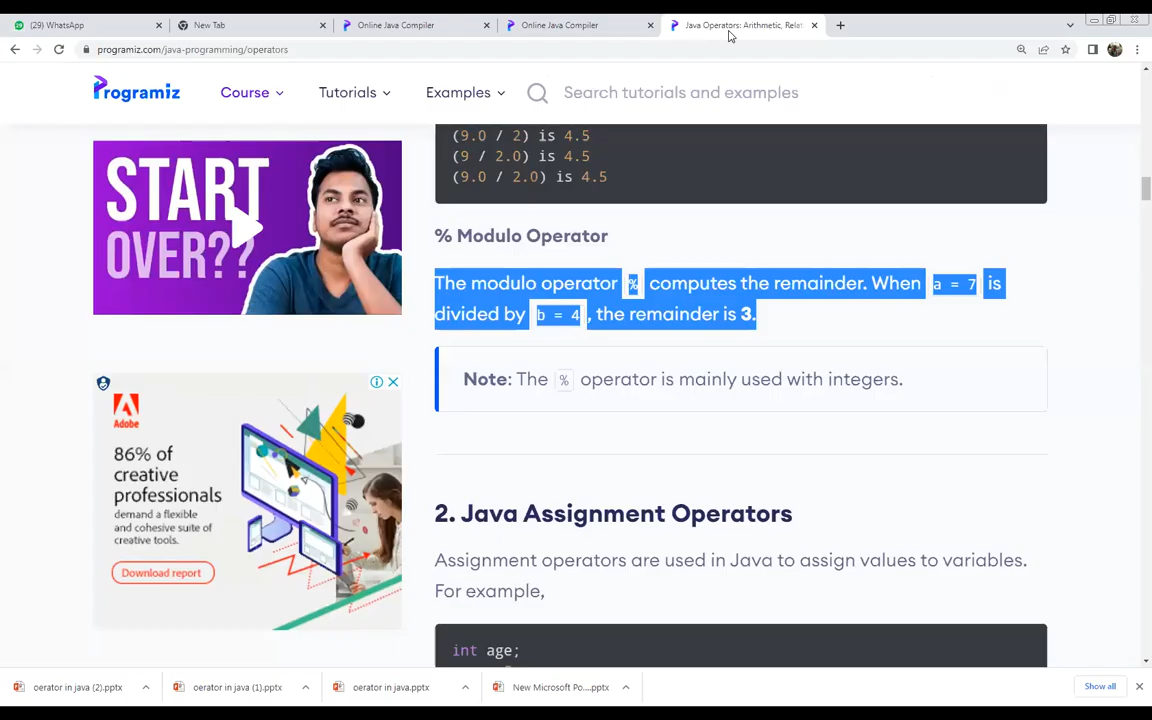 (29) WhatsApp
New Tab
Online Java Compiler
Online Java Compiler
Java Operators: Arithmetic, Relat
programiz.com/java-programming/operators
Programiz
Course
Tutorials
Examples
Search tutorials and examples
(9.0 / 2) is 4.5
(9 / 2.0) is 4.5
(9.0 / 2.0) is 4.5
START
OVER??
% Modulo Operator
The modulo operator % computes the remainder. When a = 7 is
divided by b = 4, the remainder is 3.
Note: The % operator is mainly used with integers.
Adobe
86% of
creative
professionals
demand a flexible
and cohesive suite of
creative tools.
Download report
2. Java Assignment Operators
Assignment operators are used in Java to assign values to variables.
For example,
int age;
oerator in java (2).pptx
oerator in java (1).pptx
oerator in java.pptx
New Microsoft Po....pptx
Show all